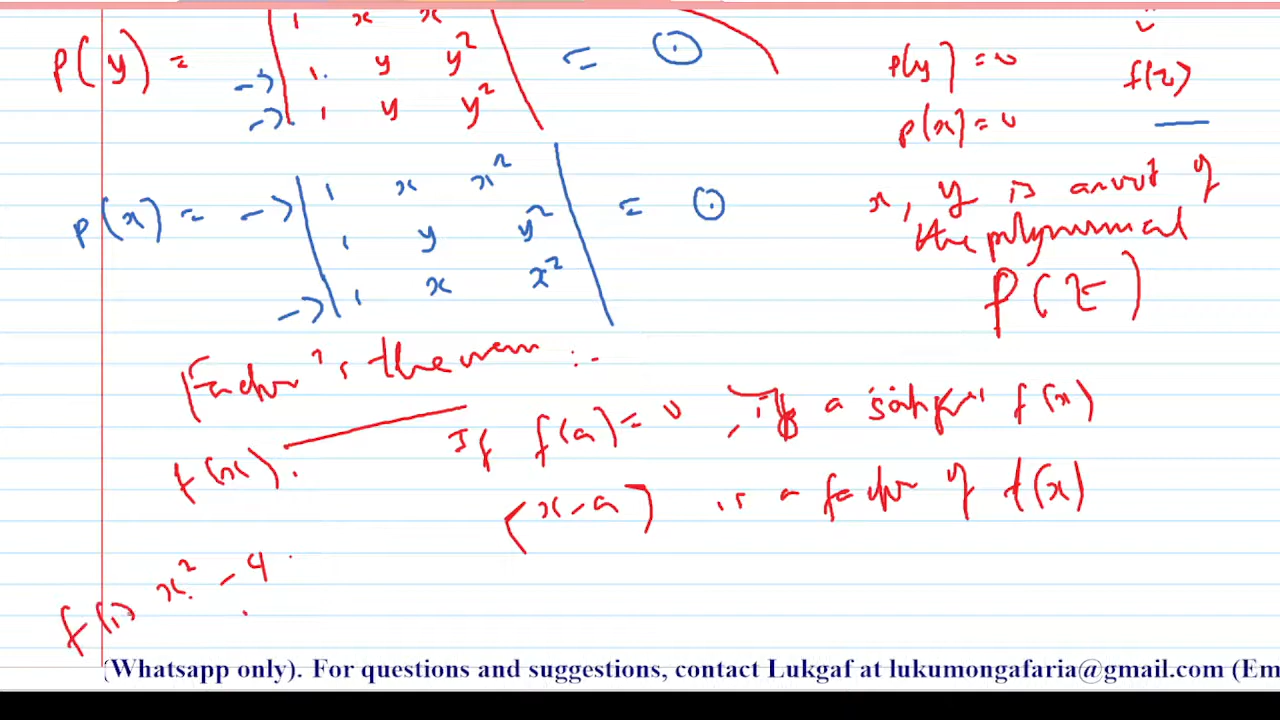 1 x x
P(y) = 1 y y² = 0
1 y y²
p(y) = 0
f(z)
p(x) = 0
1 x x²
p(x) = 1 y y² = 0
1 x x²
x, y is a root of
the polynomial
P(z)
Factor's theorem :-
f(x). If f(a) = 0, if a satisfies f(x)
(x-a) is a factor of f(x)
f(x) x² - 4
(Whatsapp only). For questions and suggestions, contact Lukgaf at lukumongafaria@gmail.com (Em